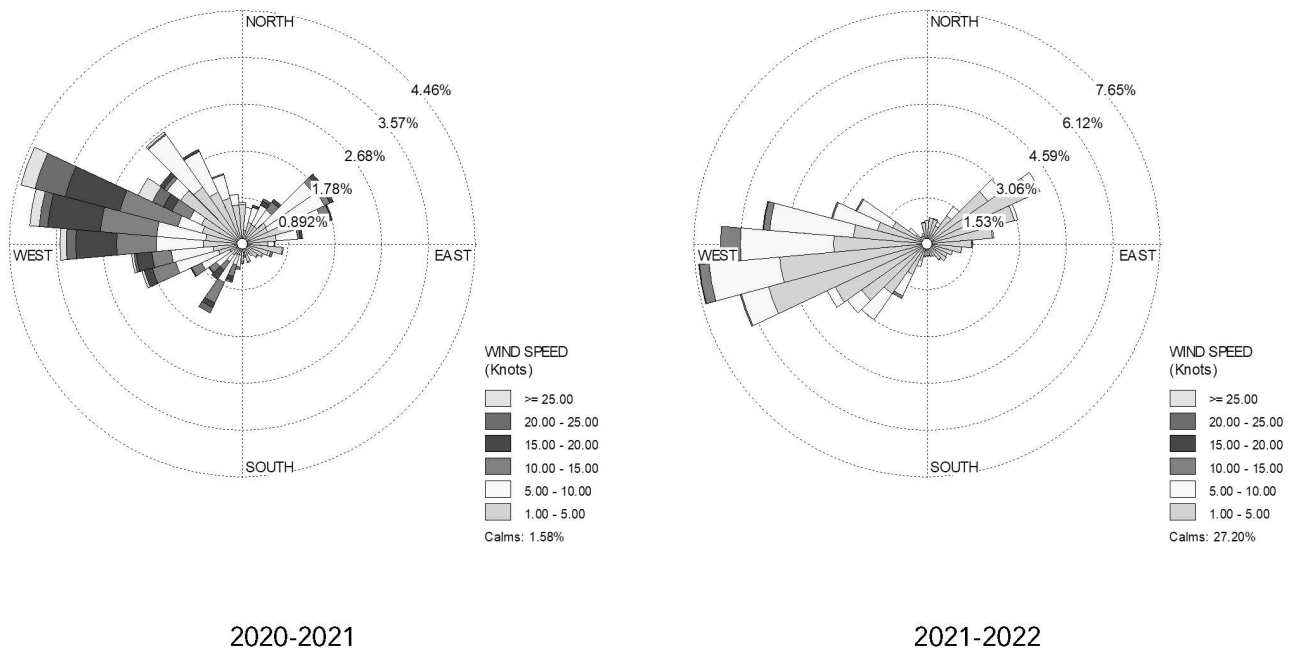 NORTH
4.46%
3.57%
2.68%
1.78%
0.892%
WEST
EAST
SOUTH
WIND SPEED
(Knots)
>= 25.00
20.00 - 25.00
15.00 - 20.00
10.00 - 15.00
5.00 - 10.00
1.00 - 5.00
Calms: 1.58%
2020-2021
NORTH
7.65%
6.12%
4.59%
3.06%
1.53%
WEST
EAST
SOUTH
WIND SPEED
(Knots)
>= 25.00
20.00 - 25.00
15.00 - 20.00
10.00 - 15.00
5.00 - 10.00
1.00 - 5.00
Calms: 27.20%
2021-2022